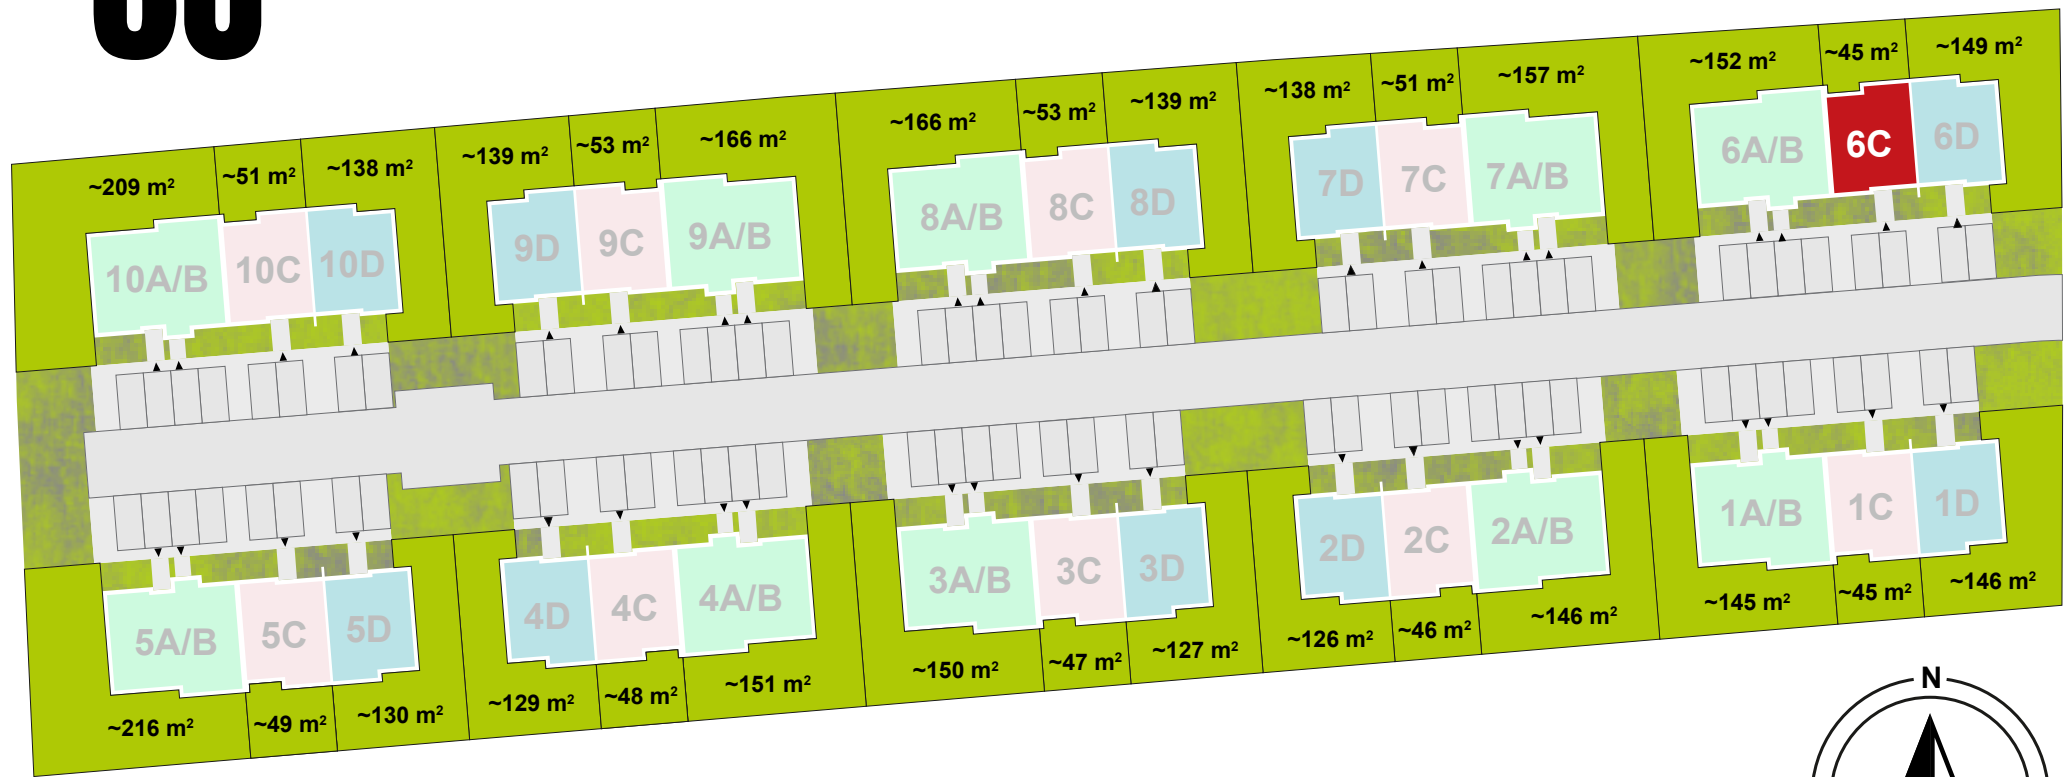 ~209 m²
~51 m²
~138 m²
~139 m²
~53 m²
~166 m²
~166 m²
~53 m²
~139 m²
~138 m²
~51 m²
~157 m²
~152 m²
~45 m²
~149 m²
10A/B
10C
10D
9D
9C
9A/B
8A/B
8C
8D
7D
7C
7A/B
6A/B
6C
6D
5A/B
5C
5D
4D
4C
4A/B
3A/B
3C
3D
2D
2C
2A/B
1A/B
1C
1D
~216 m²
~49 m²
~130 m²
~129 m²
~48 m²
~151 m²
~150 m²
~47 m²
~127 m²
~126 m²
~46 m²
~146 m²
~145 m²
~45 m²
~146 m²
N